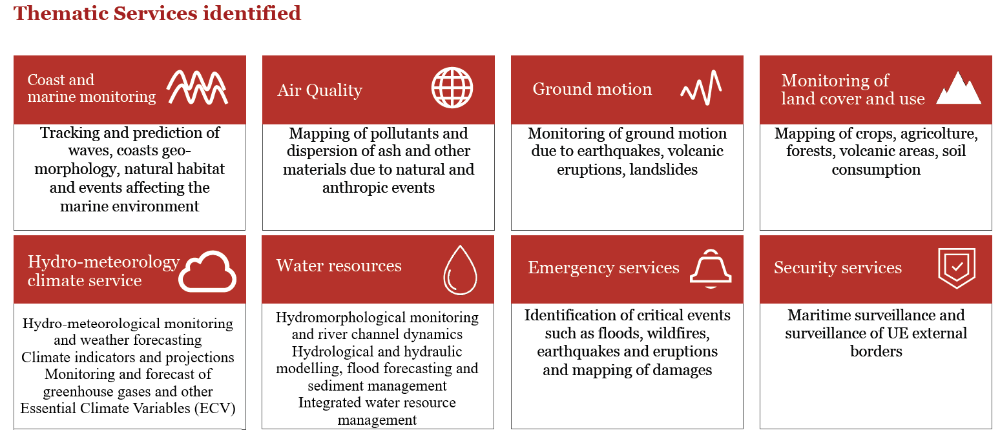 Thematic Services identified
Coast and
marine monitoring
Tracking and prediction of
waves, coasts geo-
morphology, natural habitat
and events affecting the
marine environment
Air Quality
Mapping of pollutants and
dispersion of ash and other
materials due to natural and
anthropic events
Ground motion
Monitoring of ground motion
due to earthquakes, volcanic
eruptions, landslides
Monitoring of
land cover and use
Mapping of crops, agricolture,
forests, volcanic areas, soil
consumption
Hydro-meteorology
climate service
Hydro-meteorological monitoring
and weather forecasting
Climate indicators and projections
Monitoring and forecast of
greenhouse gases and other
Essential Climate Variables (ECV)
Water resources
Hydromorphological monitoring
and river channel dynamics
Hydrological and hydraulic
modelling, flood forecasting and
sediment management
Integrated water resource
management
Emergency services
Identification of critical events
such as floods, wildfires,
earthquakes and eruptions
and mapping of damages
Security services
Maritime surveillance and
surveillance of UE external
borders